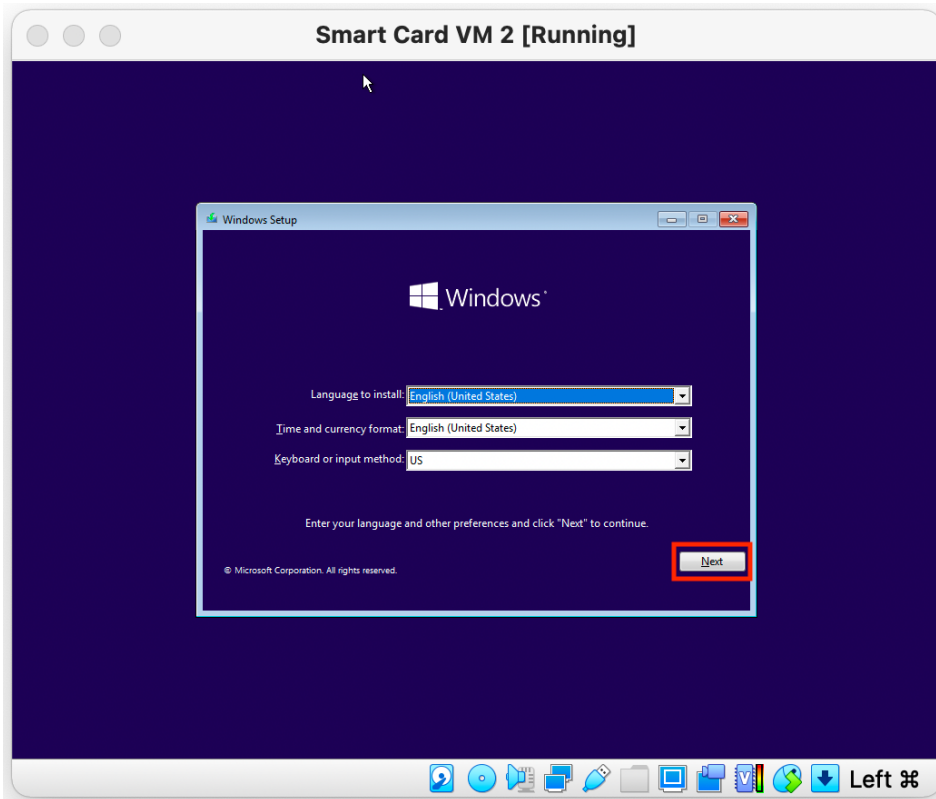 Smart Card VM 2 [Running]
Windows Setup
Windows
Language to install: English (United States)
Time and currency format: English (United States)
Keyboard or input method: US
Enter your language and other preferences and click "Next" to continue.
Next
© Microsoft Corporation. All rights reserved.
V
Left ⌘